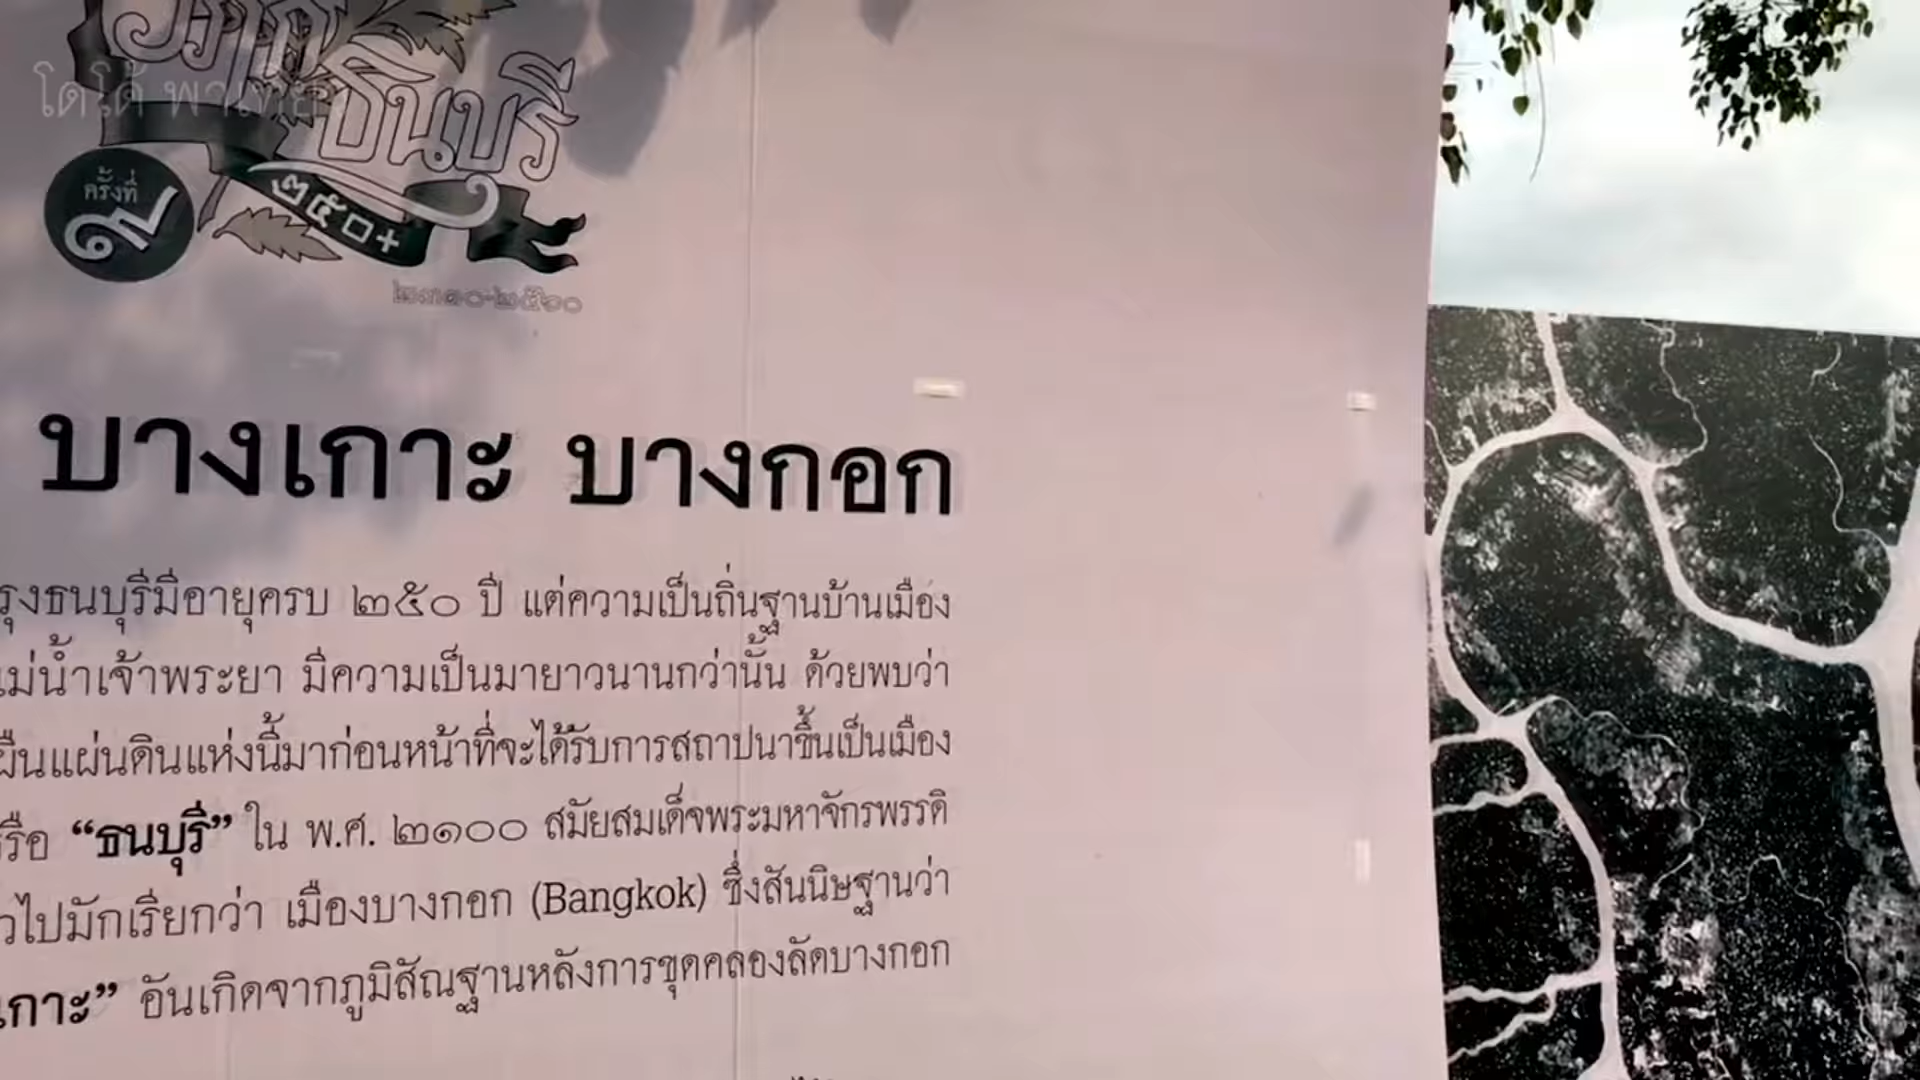 โดโด้ พาเที่ยว
ธนบุรี
ครั้งที่
๙
๒๕๐+
๒๓๑๐-๒๕๖๐
บางเกาะ บางกอก
รุงธนบุรีมีอายุครบ ๒๕๐ ปี แต่ความเป็นถิ่นฐานบ้านเมือง
แม่น้ำเจ้าพระยา มีความเป็นมายาวนานกว่านั้น ด้วยพบว่า
ผืนแผ่นดินแห่งนี้มาก่อนหน้าที่จะได้รับการสถาปนาขึ้นเป็นเมือง
หรือ “ธนบุรี” ใน พ.ศ. ๒๑๐๐ สมัยสมเด็จพระมหาจักรพรรดิ
วไปมักเรียกว่า เมืองบางกอก (Bangkok) ซึ่งสันนิษฐานว่า
เกาะ” อันเกิดจากภูมิสัณฐานหลังการขุดคลองลัดบางกอก